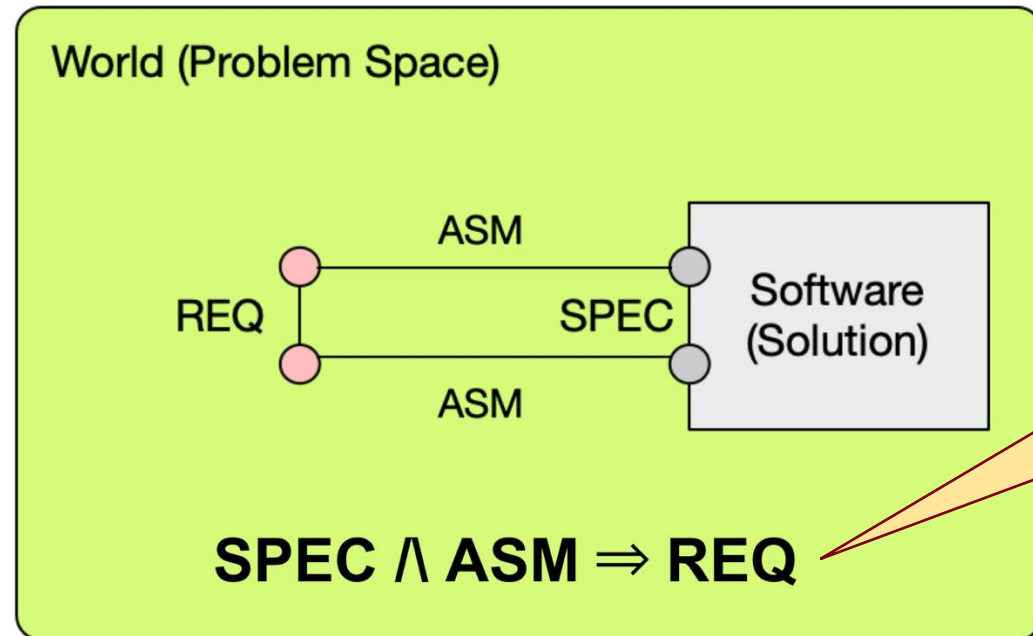 World (Problem Space)
ASM
REQ
SPEC
Software
(Solution)
ASM
SPEC /\ ASM ⇒ REQ